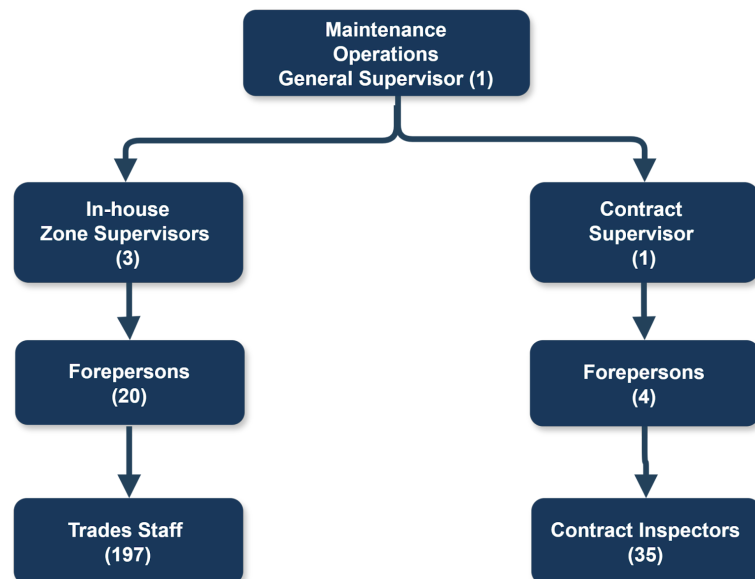 Maintenance
Operations
General Supervisor (1)
In-house
Zone Supervisors
(3)
Contract
Supervisor
(1)
Forepersons
(20)
Forepersons
(4)
Trades Staff
(197)
Contract Inspectors
(35)